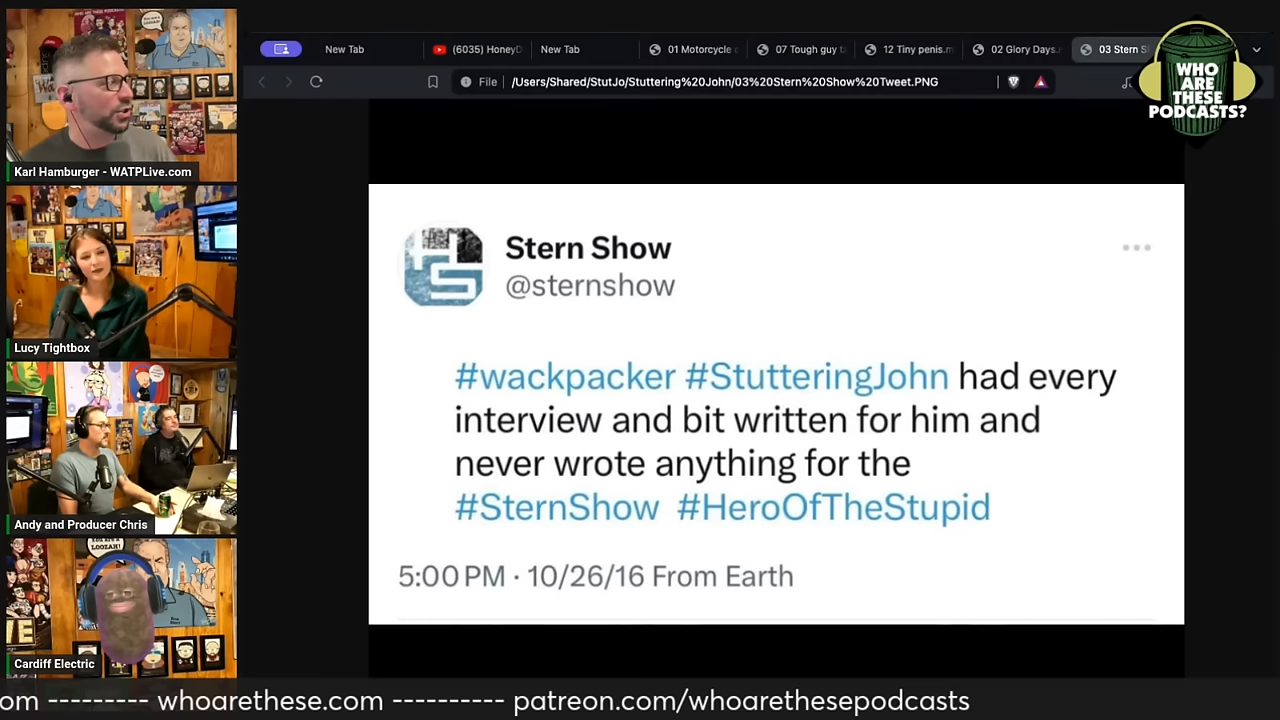 New Tab
(6035) HoneyD
New Tab
01 Motorcycle c
07 Tough guy ta
12 Tiny penis.m
02 Glory Days.
03 Stern S
File
/Users/Shared/StutJo/Stuttering%20John/03%20Stern%20Show%20Tweet.PNG
WHO
ARE
THESE
PODCASTS?
Karl Hamburger - WATPLive.com
Lucy Tightbox
Andy and Producer Chris
Cardiff Electric
Stern Show
@sternshow
#wackpacker #StutteringJohn had every
interview and bit written for him and
never wrote anything for the
#SternShow #HeroOfTheStupid
5:00 PM · 10/26/16 From Earth
om --------- whoarethese.com ---------- patreon.com/whoarethesepodcasts